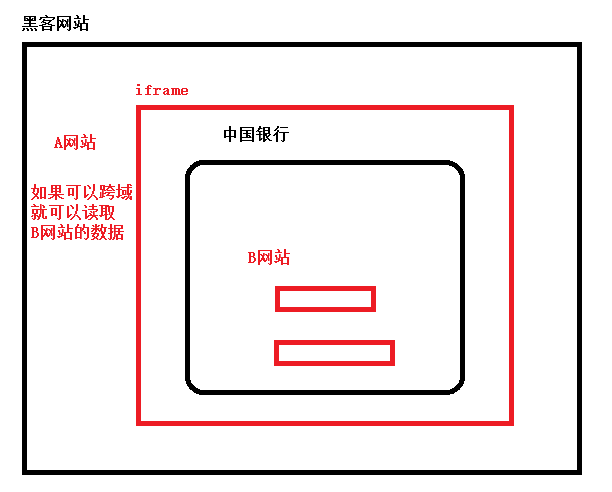 黑客网站
iframe
中国银行
A网站
如果可以跨域
就可以读取
B网站的数据
B网站